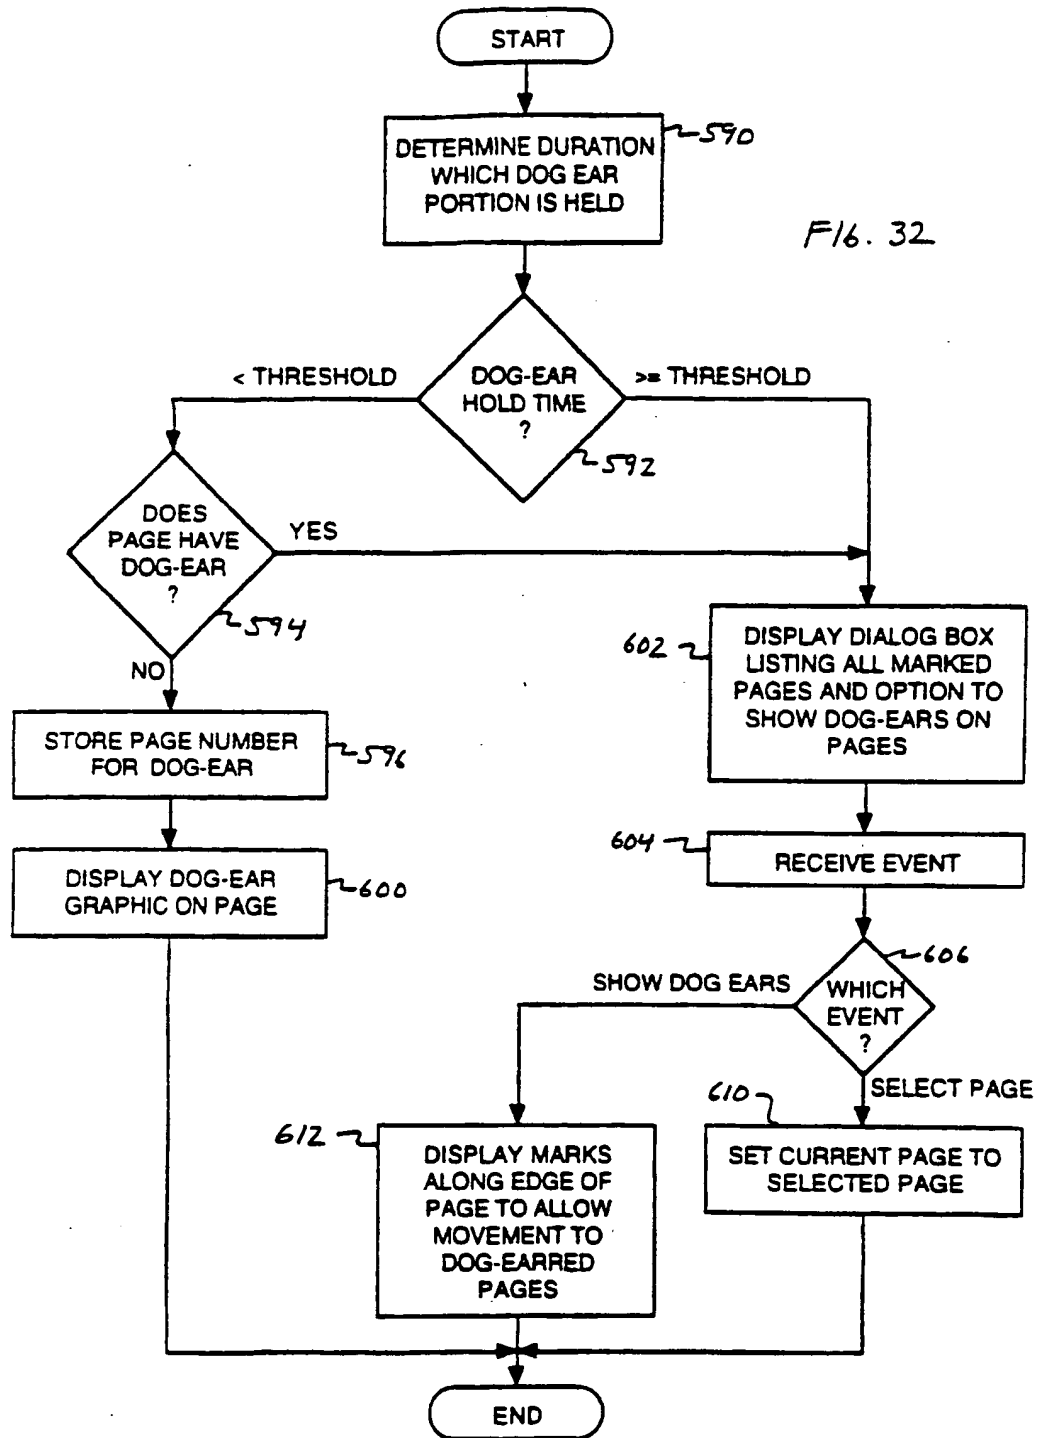 START
DETERMINE DURATION
WHICH DOG EAR
PORTION IS HELD
590
FIG. 32
< THRESHOLD
DOG-EAR
HOLD TIME
?
>= THRESHOLD
592
DOES
PAGE HAVE
DOG-EAR
?
YES
594
NO
602
DISPLAY DIALOG BOX
LISTING ALL MARKED
PAGES AND OPTION TO
SHOW DOG-EARS ON
PAGES
STORE PAGE NUMBER
FOR DOG-EAR
596
604
RECEIVE EVENT
DISPLAY DOG-EAR
GRAPHIC ON PAGE
600
606
SHOW DOG EARS
WHICH
EVENT
?
SELECT PAGE
610
612
DISPLAY MARKS
ALONG EDGE OF
PAGE TO ALLOW
MOVEMENT TO
DOG-EARRED
PAGES
SET CURRENT PAGE TO
SELECTED PAGE
END